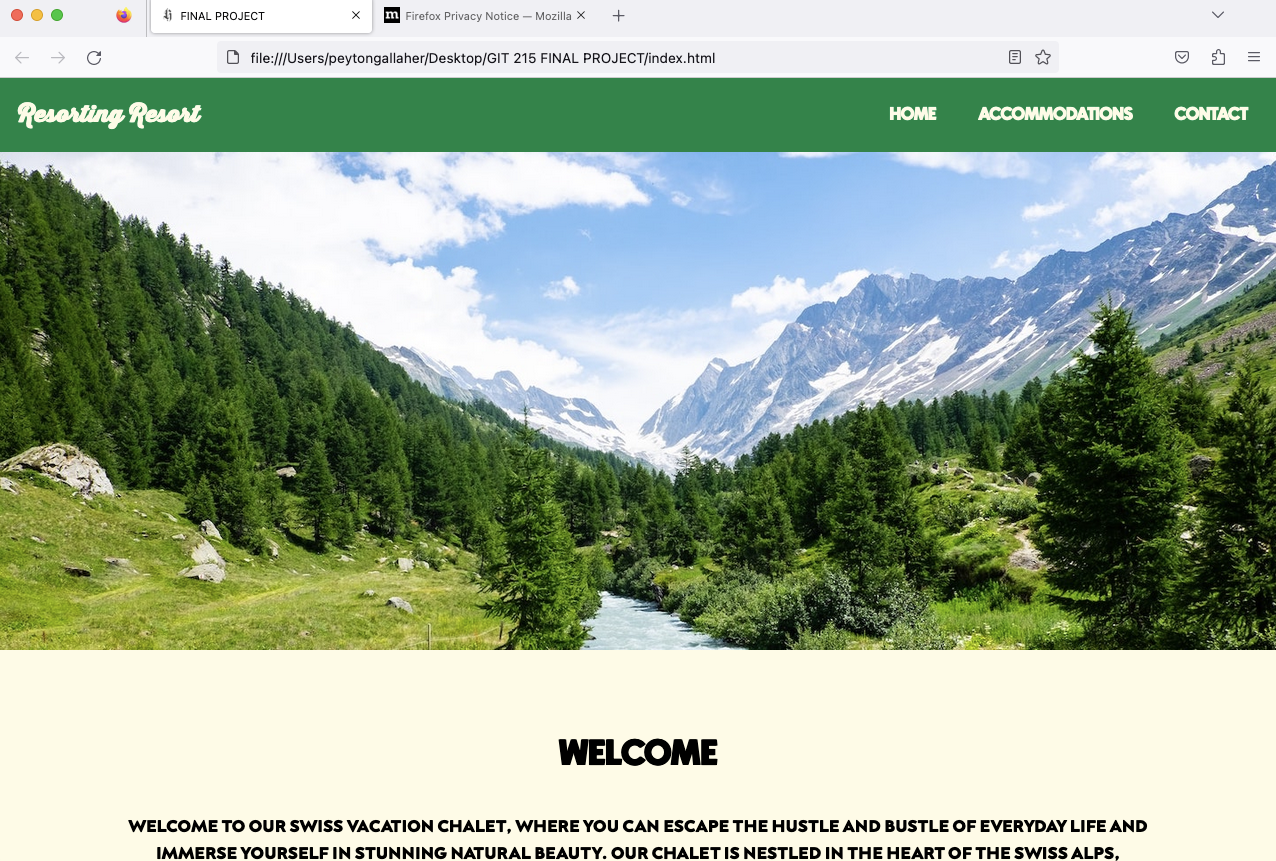 FINAL PROJECT
m Firefox Privacy Notice — Mozilla
file:///Users/peytongallaher/Desktop/GIT 215 FINAL PROJECT/index.html
Resorting Resort HOME ACCOMMODATIONS CONTACT
WELCOME
WELCOME TO OUR SWISS VACATION CHALET, WHERE YOU CAN ESCAPE THE HUSTLE AND BUSTLE OF EVERYDAY LIFE AND
IMMERSE YOURSELF IN STUNNING NATURAL BEAUTY. OUR CHALET IS NESTLED IN THE HEART OF THE SWISS ALPS,